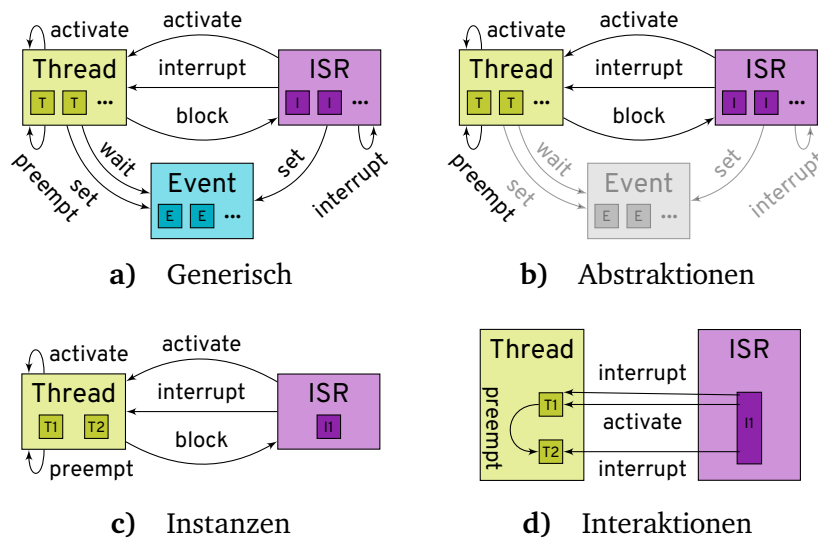 activate
activate
Thread
ISR
interrupt
T T ...
I I ...
block
preempt
set
wait
set
interrupt
Event
E E ...
a) Generisch
activate
activate
Thread
ISR
interrupt
T T ...
I I ...
block
preempt
set
wait
set
interrupt
Event
E E ...
b) Abstraktionen
activate
activate
Thread
ISR
interrupt
T1 T2
I1
block
preempt
c) Instanzen
Thread
ISR
interrupt
preempt
T1
activate
I1
T2
interrupt
d) Interaktionen